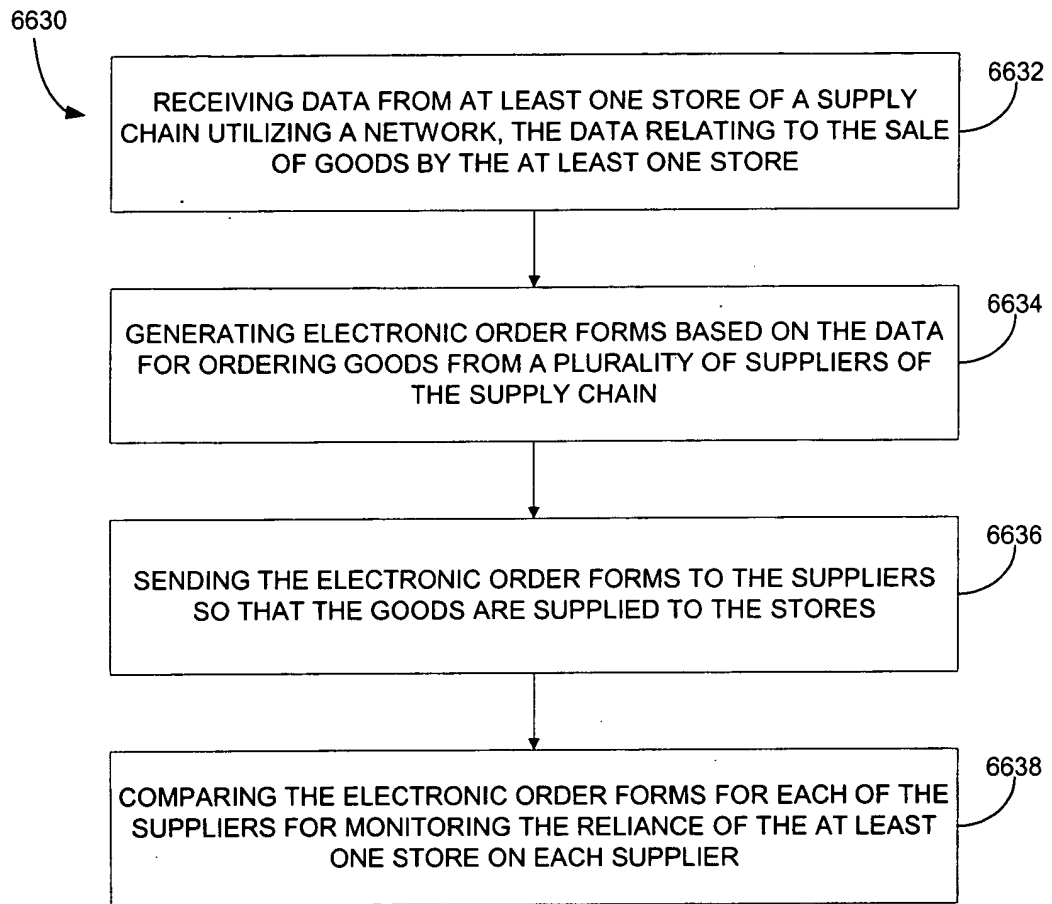 6630
6632
RECEIVING DATA FROM AT LEAST ONE STORE OF A SUPPLY
CHAIN UTILIZING A NETWORK, THE DATA RELATING TO THE SALE
OF GOODS BY THE AT LEAST ONE STORE
6634
GENERATING ELECTRONIC ORDER FORMS BASED ON THE DATA
FOR ORDERING GOODS FROM A PLURALITY OF SUPPLIERS OF
THE SUPPLY CHAIN
6636
SENDING THE ELECTRONIC ORDER FORMS TO THE SUPPLIERS
SO THAT THE GOODS ARE SUPPLIED TO THE STORES
6638
COMPARING THE ELECTRONIC ORDER FORMS FOR EACH OF THE
SUPPLIERS FOR MONITORING THE RELIANCE OF THE AT LEAST
ONE STORE ON EACH SUPPLIER